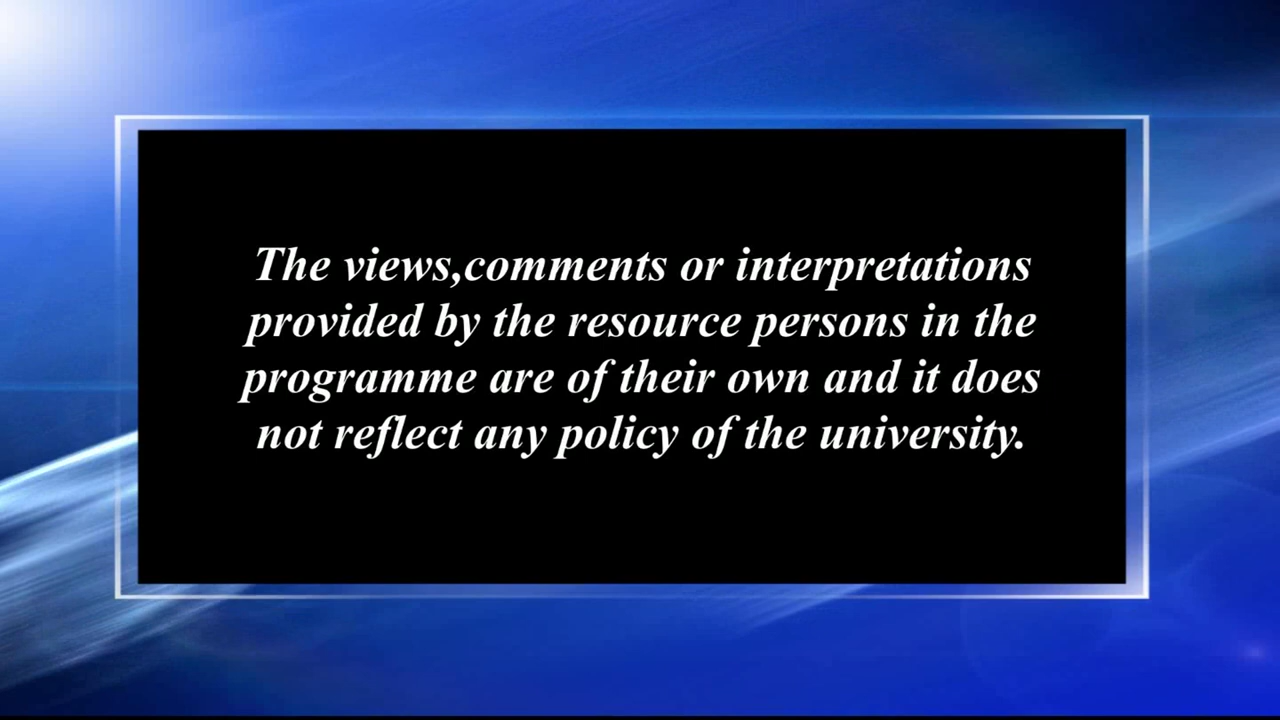 The views,comments or interpretations
provided by the resource persons in the
programme are of their own and it does
not reflect any policy of the university.